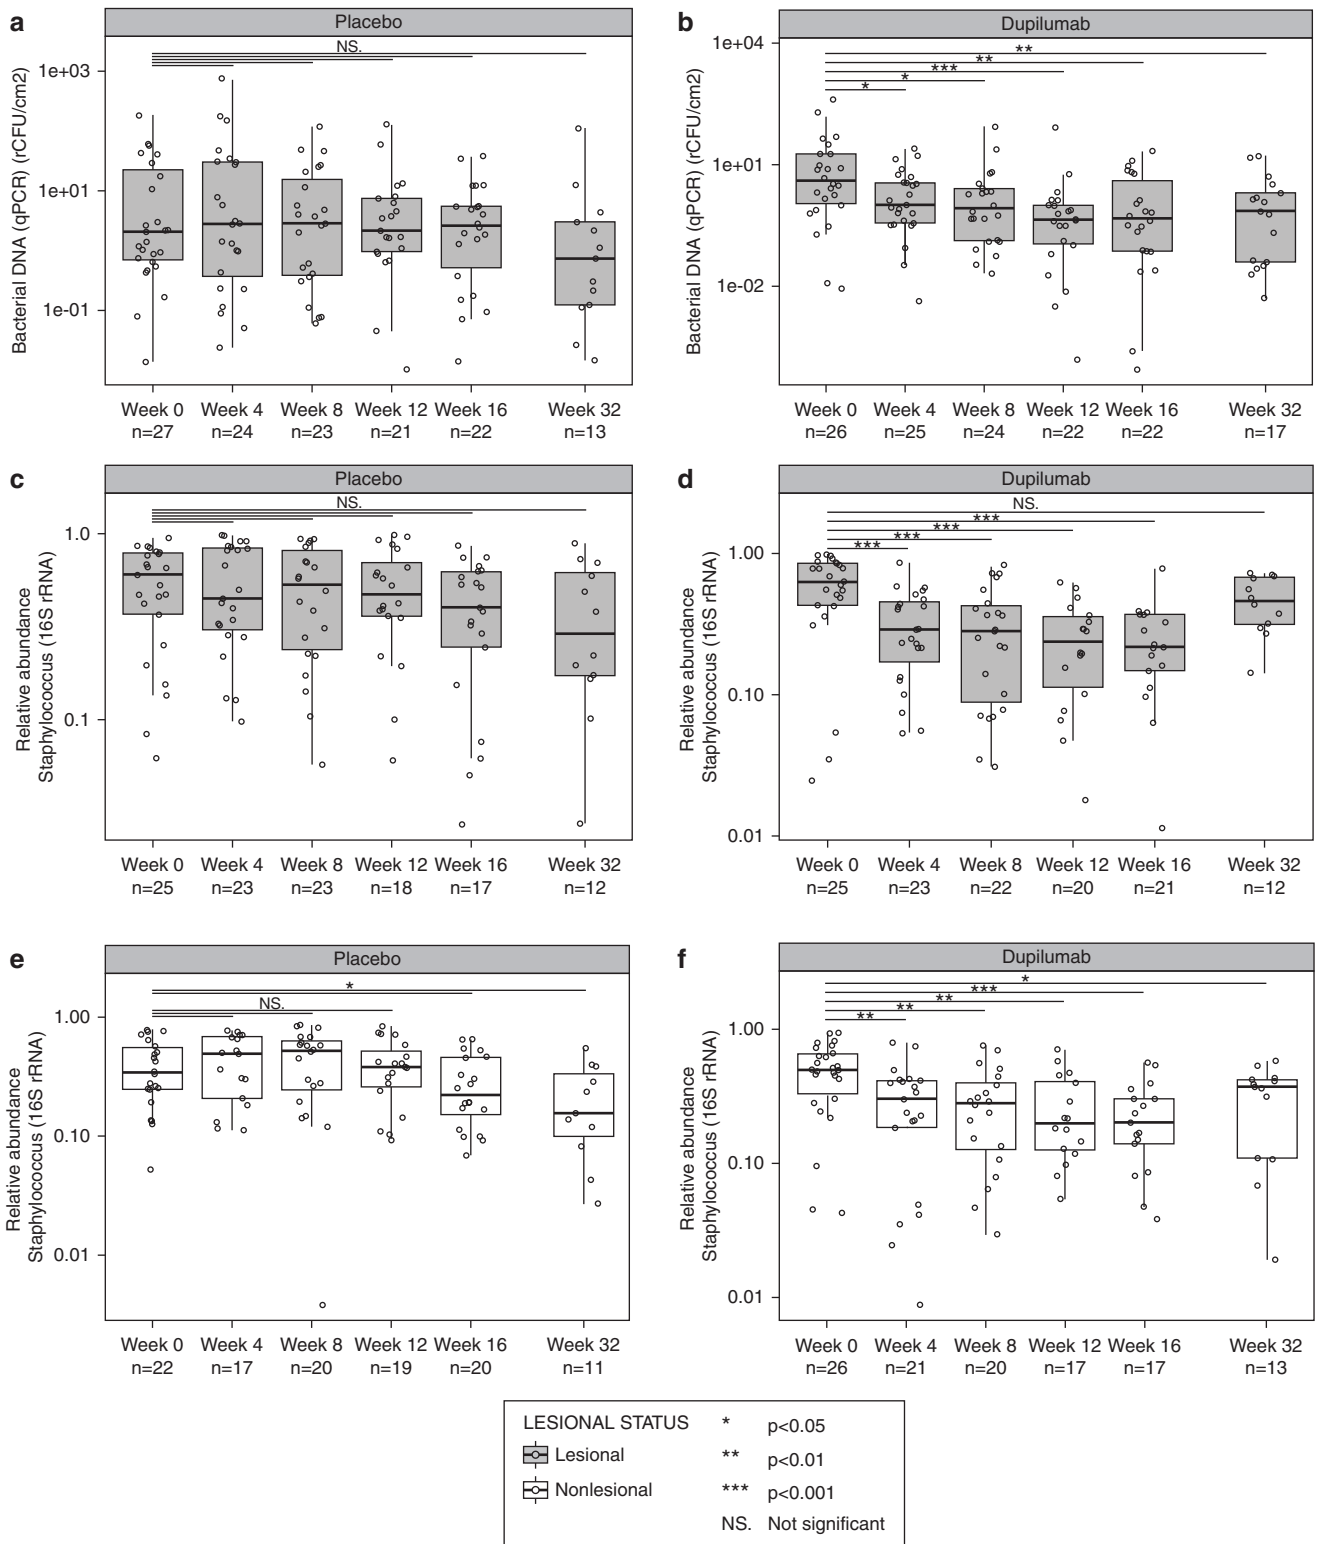 a
Placebo
Bacterial DNA (qPCR) (rCFU/cm2)
1e+03
1e+01
1e-01
NS.
Week 0 Week 4 Week 8 Week 12 Week 16 Week 32
n=27 n=24 n=23 n=21 n=22 n=13
b
Dupilumab
Bacterial DNA (qPCR) (rCFU/cm2)
1e+04
1e+01
1e-02
**
**
***
*
*
Week 0 Week 4 Week 8 Week 12 Week 16 Week 32
n=26 n=25 n=24 n=22 n=22 n=17
c
Placebo
Relative abundance
Staphylococcus (16S rRNA)
1.0
0.1
NS.
Week 0 Week 4 Week 8 Week 12 Week 16 Week 32
n=25 n=23 n=23 n=18 n=17 n=12
d
Dupilumab
Relative abundance
Staphylococcus (16S rRNA)
1.00
0.10
0.01
NS.
***
***
***
***
Week 0 Week 4 Week 8 Week 12 Week 16 Week 32
n=25 n=23 n=22 n=20 n=21 n=12
e
Placebo
Relative abundance
Staphylococcus (16S rRNA)
1.00
0.10
0.01
*
NS.
Week 0 Week 4 Week 8 Week 12 Week 16 Week 32
n=22 n=17 n=20 n=19 n=20 n=11
f
Dupilumab
Relative abundance
Staphylococcus (16S rRNA)
1.00
0.10
0.01
*
***
**
**
**
Week 0 Week 4 Week 8 Week 12 Week 16 Week 32
n=26 n=21 n=20 n=17 n=17 n=13
LESIONAL STATUS * p<0.05
Lesional ** p<0.01
Nonlesional *** p<0.001
NS. Not significant